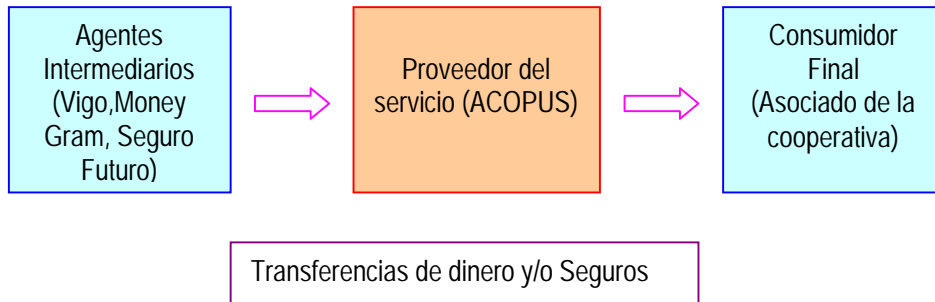 Agentes
Intermediarios
(Vigo,Money
Gram, Seguro
Futuro)
Proveedor del
servicio (ACOPUS)
Consumidor
Final
(Asociado de la
cooperativa)
Transferencias de dinero y/o Seguros